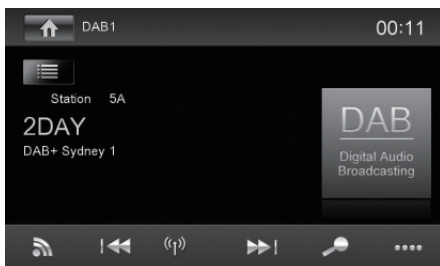 DAB1
00:11
Station 5A
2DAY
DAB+ Sydney 1
DAB
Digital Audio
Broadcasting